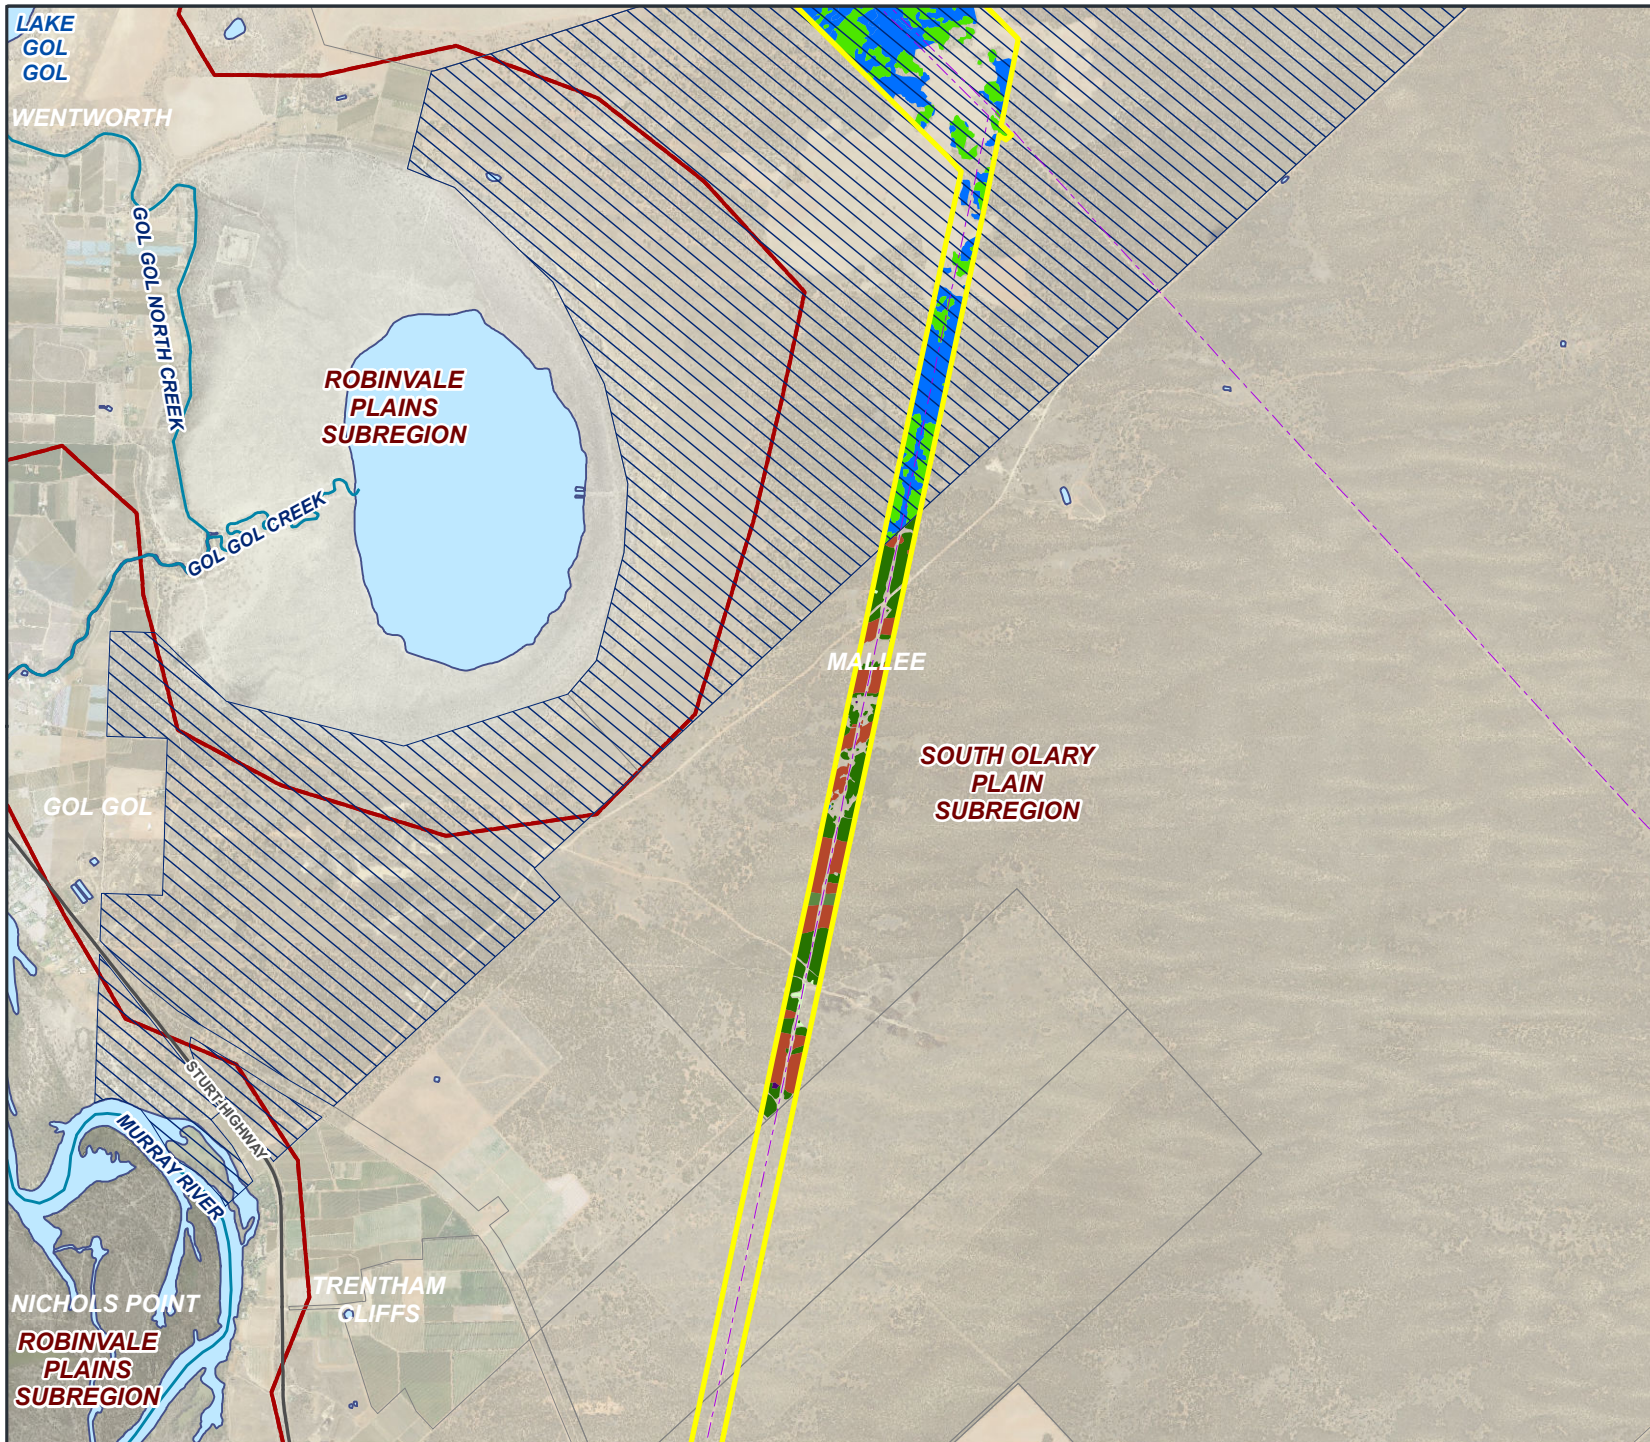 LAKE
GOL
GOL
WENTWORTH
GOL GOL NORTH CREEK
ROBINVALE
PLAINS
SUBREGION
GOL GOL CREEK
MALLEE
SOUTH OLARY
PLAIN
SUBREGION
GOL GOL
STURT HIGHWAY
MURRAY RIVER
TRENTHAM
CLIFFS
NICHOLS POINT
ROBINVALE
PLAINS
SUBREGION